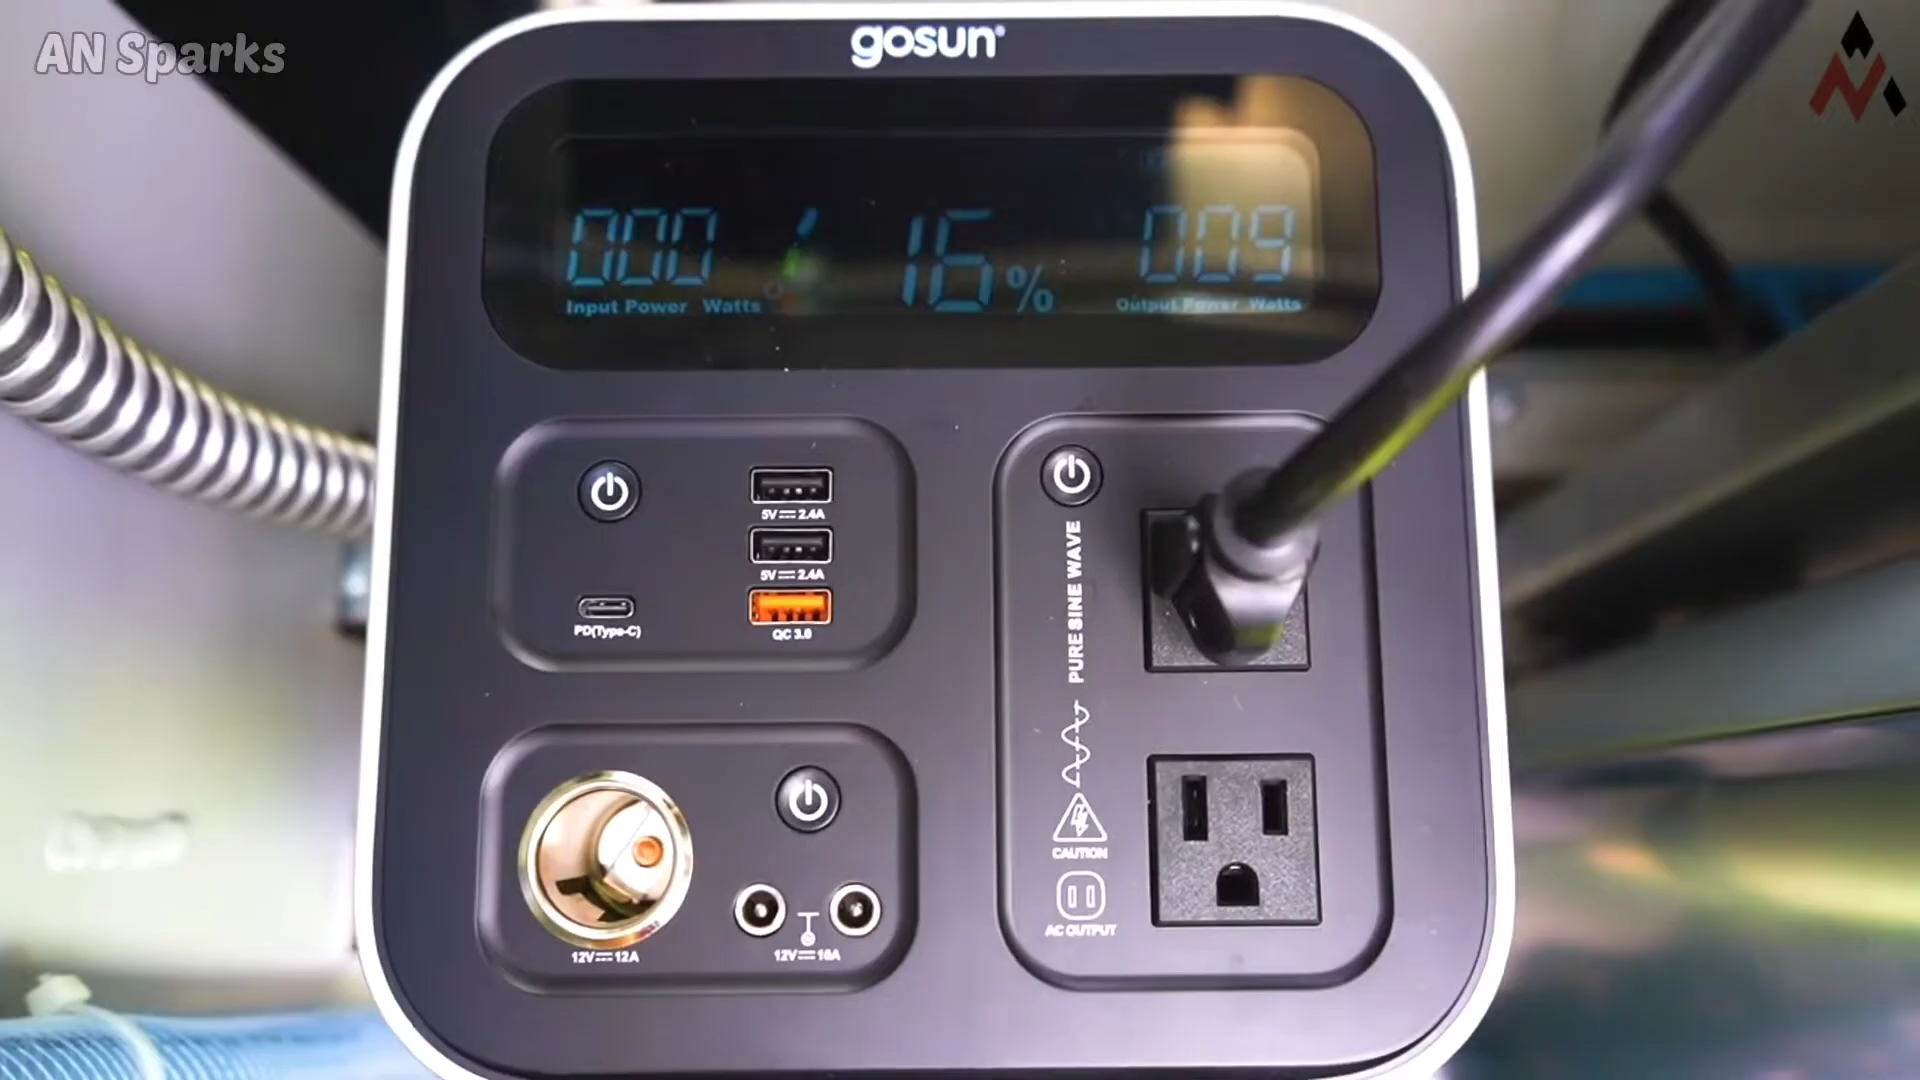 AN Sparks
gosun®
000
Input Power Watts
16%
009
Output Power Watts
5V⎓2.4A
5V⎓2.4A
PD(Type-C)
QC 3.0
PURE SINE WAVE
CAUTION
AC OUTPUT
12V⎓12A
12V⎓10A